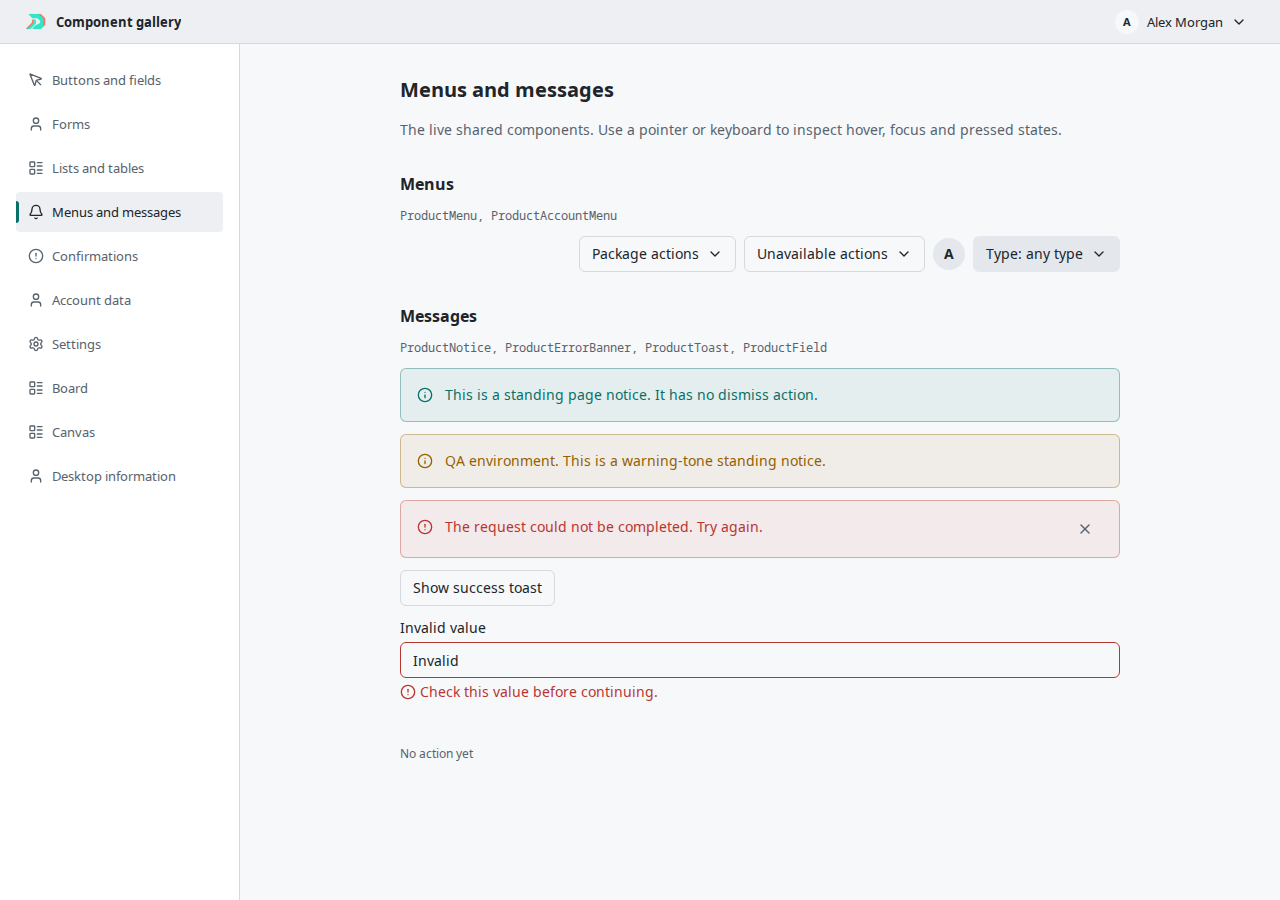 Component gallery
A
Alex Morgan
Buttons and fields
Forms
Lists and tables
Menus and messages
Confirmations
Account data
Settings
Board
Canvas
Desktop information
Menus and messages
The live shared components. Use a pointer or keyboard to inspect hover, focus and pressed states.
Menus
ProductMenu, ProductAccountMenu
Package actions
Unavailable actions
A
Type: any type
Messages
ProductNotice, ProductErrorBanner, ProductToast, ProductField
This is a standing page notice. It has no dismiss action.
QA environment. This is a warning-tone standing notice.
The request could not be completed. Try again.
Show success toast
Invalid value
Invalid
Check this value before continuing.
No action yet